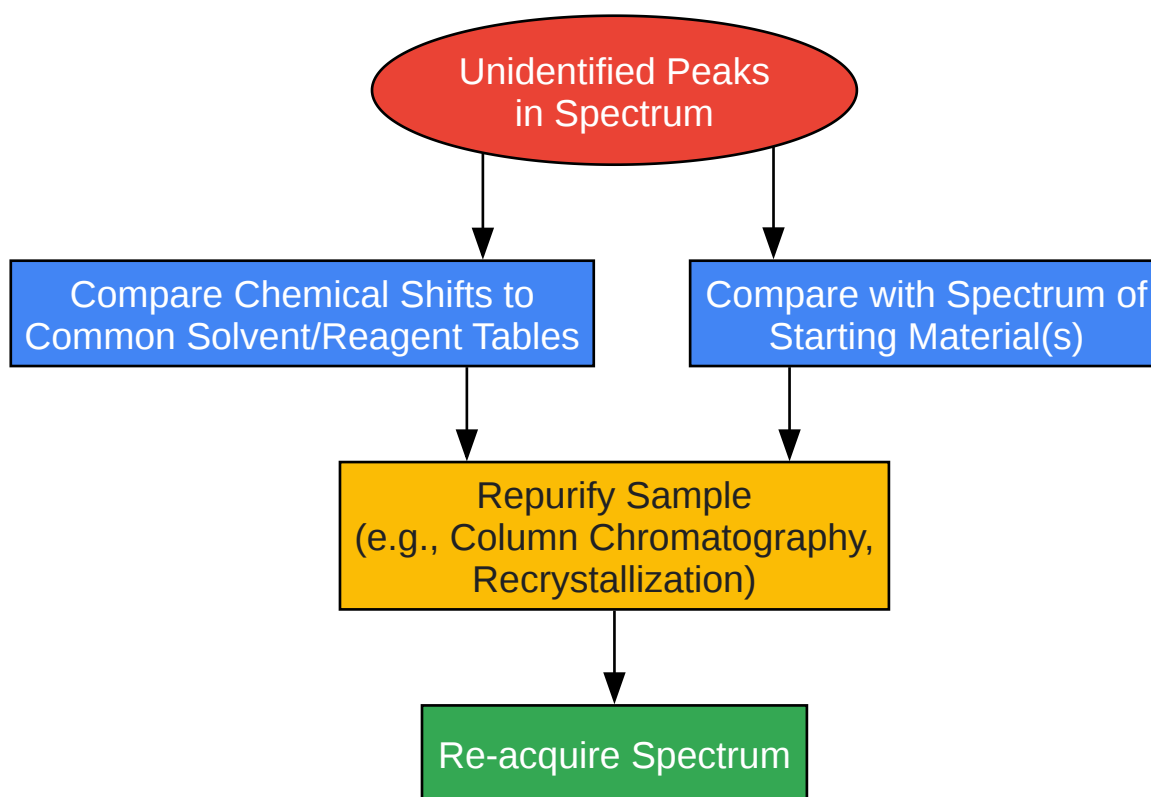 Unidentified Peaks
in Spectrum
Compare Chemical Shifts to
Common Solvent/Reagent Tables
Compare with Spectrum of
Starting Material(s)
Repurify Sample
(e.g., Column Chromatography,
Recrystallization)
Re-acquire Spectrum